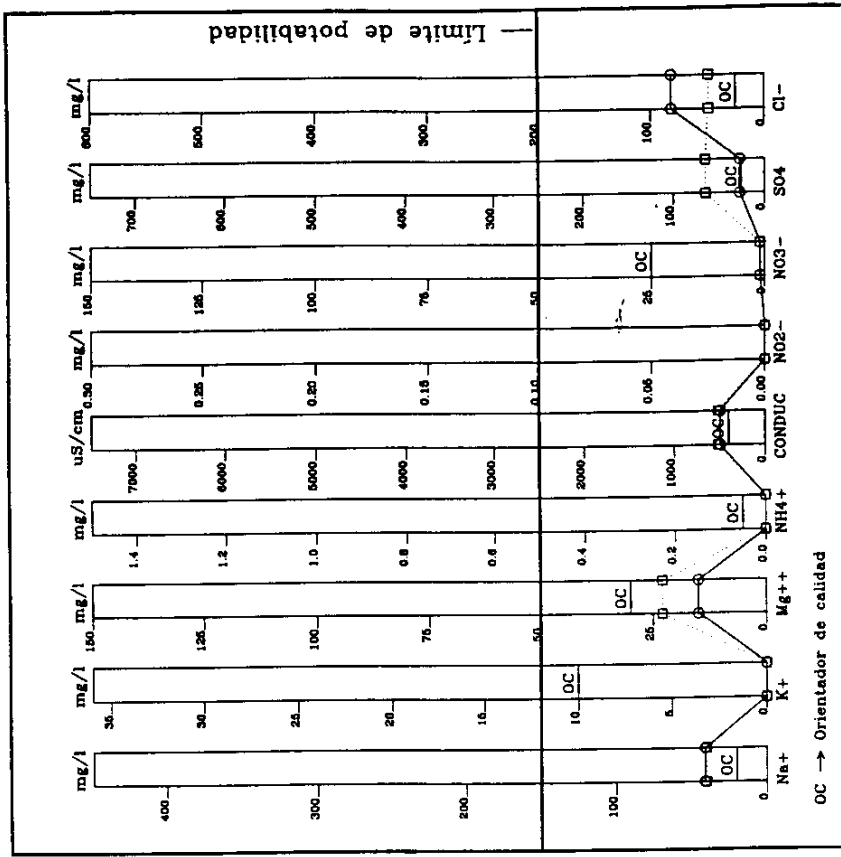 — Límite de potabilidad
mg/l
400
200
100
0
Na+
OC
mg/l
35
30
25
20
15
10
5
0.
K+
OC
mg/l
150
125
100
75
50
25
0.
Mg++
OC
mg/l
1.4
1.2
1.0
0.8
0.6
0.4
0.2
0.0
NH4+
OC
uS/cm
7000
6000
5000
4000
3000
2000
1000
0.
CONDUC
OC
mg/l
0.30
0.25
0.20
0.15
0.10
0.05
0.00
NO2-
mg/l
150
125
100
75
50
25
0
NO3-
OC
mg/l
700
600
500
400
300
200
100
0.
SO4
OC
mg/l
600
500
400
300
200
100
0.
Cl-
OC
OC → Orientador de calidad